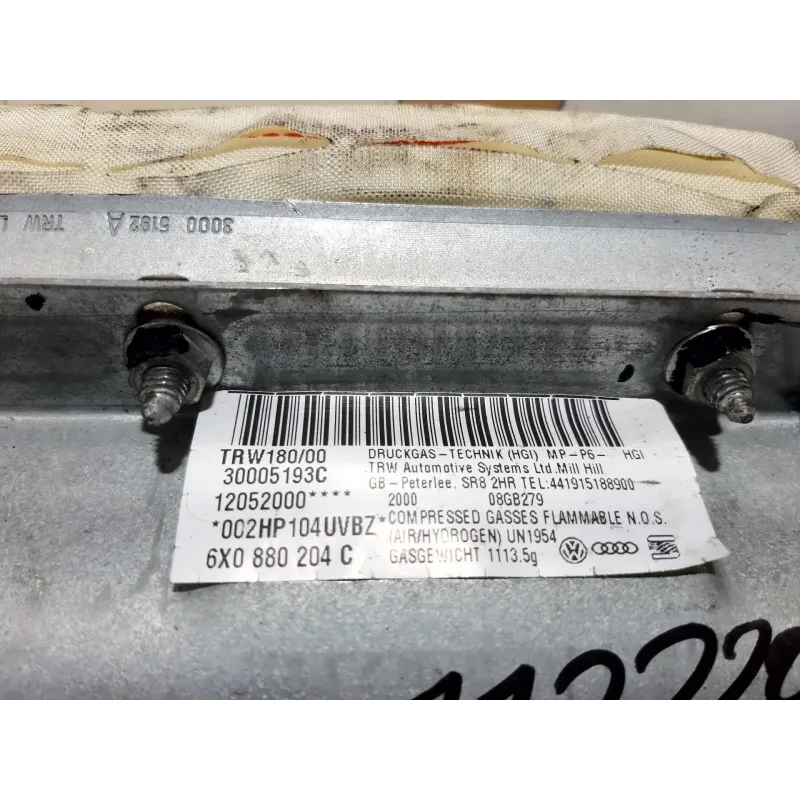 3000 5192 A TRW
TRW180/00
30005193C
12052000****
*002HP104UVBZ*
6X0 880 204 C
DRUCKGAS-TECHNIK (HGI) MP-P6- HGI
TRW Automotive Systems Ltd.Mill Hill
GB- Peterlee, SR8 2HR TEL:441915188900
2000 08GB279
COMPRESSED GASSES FLAMMABLE N.O.S.
(AIR/HYDROGEN) UN1954
GASGEWICHT 1113.5g